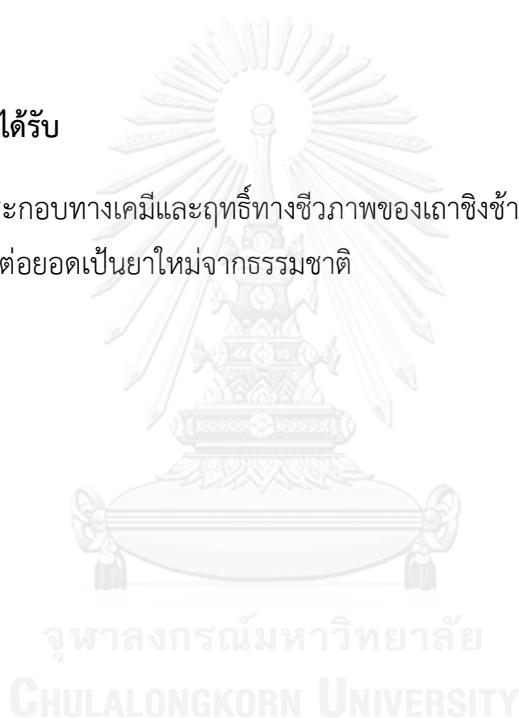 ได้รับ
ะกอบทางเคมีและฤทธิ์ทางชีวภาพของเถาชิงช้า
ต่อยอดเป็นยาใหม่จากธรรมชาติ
จุฬาลงกรณ์มหาวิทยาลัย
CHULALONGKORN UNIVERSITY